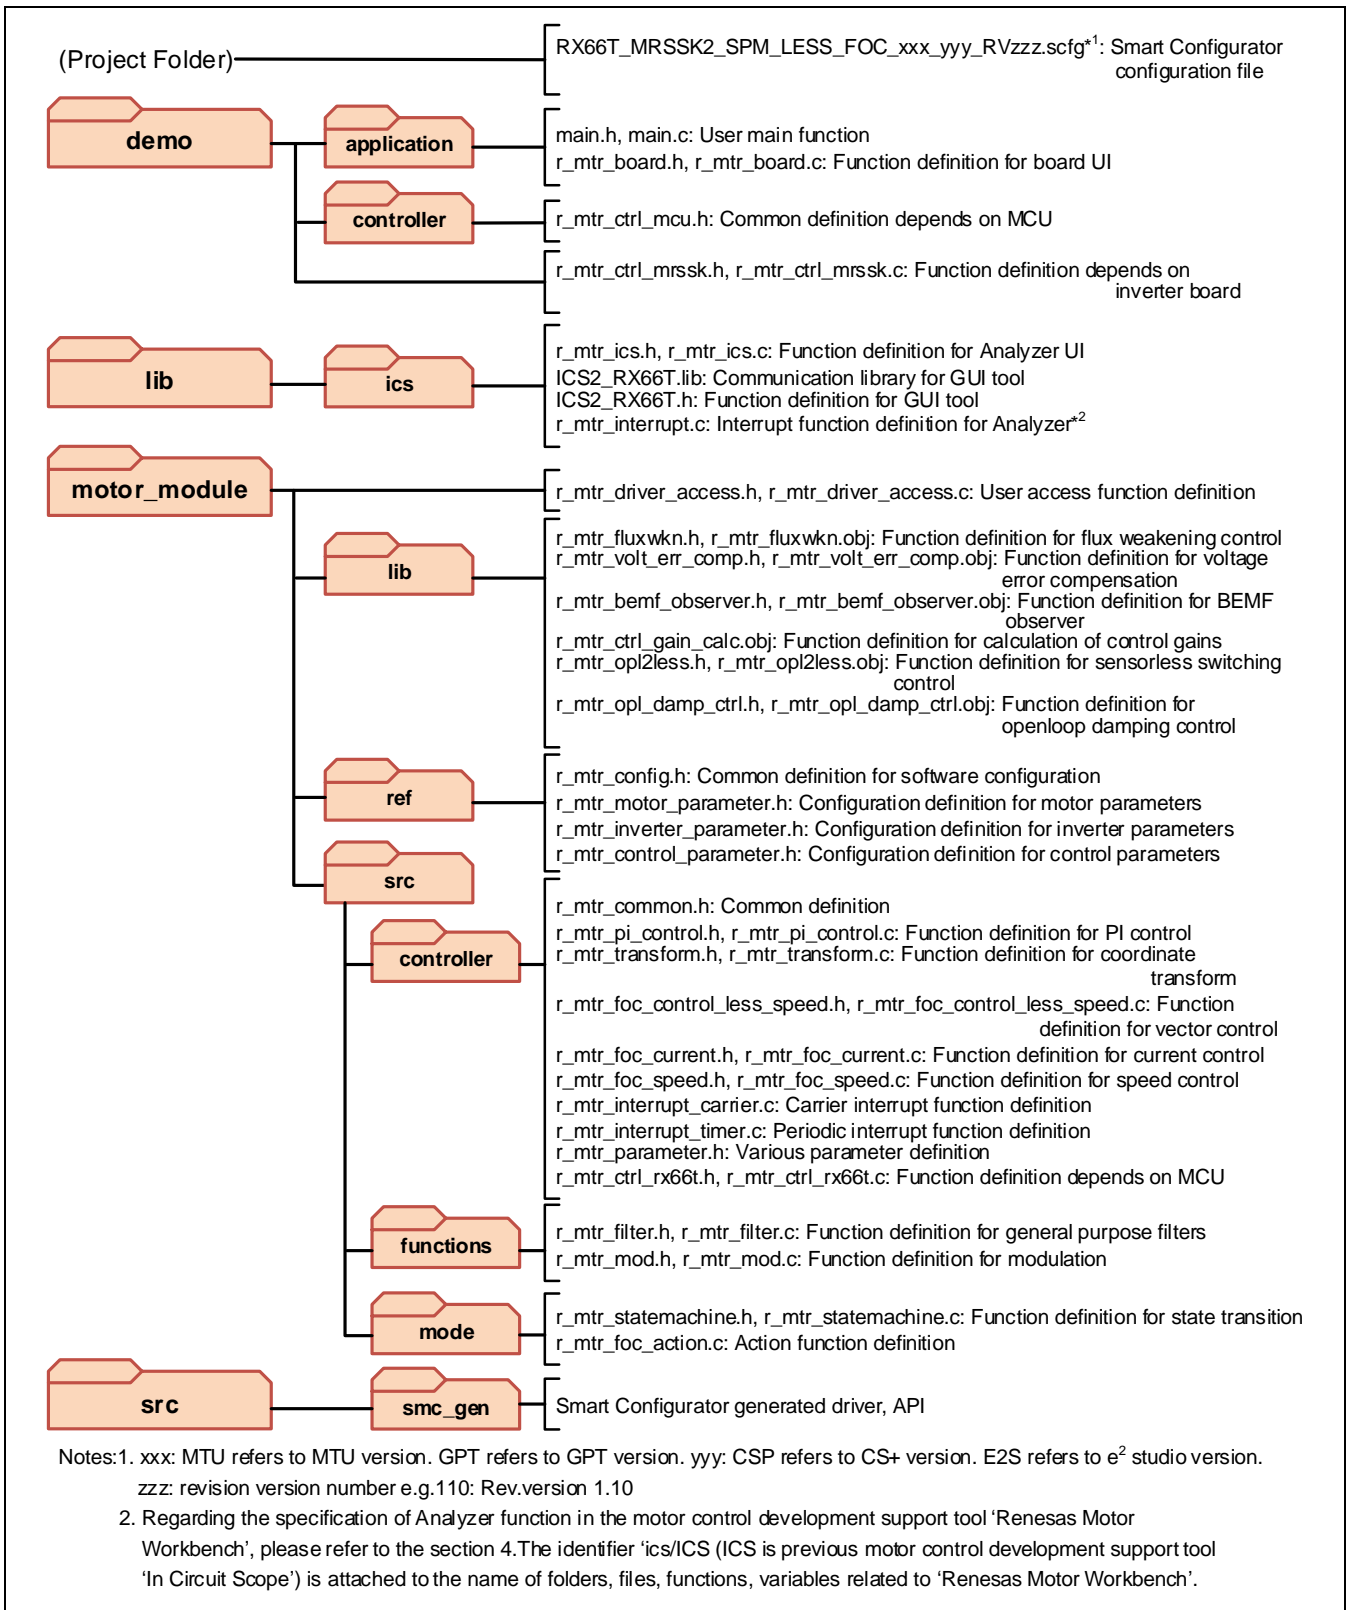 (Project Folder)
RX66T_MRSSK2_SPM_LESS_FOC_xxx_yyy_RVzzz.scfg*1: Smart Configurator
configuration file
demo
application
main.h, main.c: User main function
r_mtr_board.h, r_mtr_board.c: Function definition for board UI
controller
r_mtr_ctrl_mcu.h: Common definition depends on MCU
r_mtr_ctrl_mrssk.h, r_mtr_ctrl_mrssk.c: Function definition depends on
inverter board
lib
ics
r_mtr_ics.h, r_mtr_ics.c: Function definition for Analyzer UI
ICS2_RX66T.lib: Communication library for GUI tool
ICS2_RX66T.h: Function definition for GUI tool
r_mtr_interrupt.c: Interrupt function definition for Analyzer*2
motor_module
r_mtr_driver_access.h, r_mtr_driver_access.c: User access function definition
lib
r_mtr_fluxwkn.h, r_mtr_fluxwkn.obj: Function definition for flux weakening control
r_mtr_volt_err_comp.h, r_mtr_volt_err_comp.obj: Function definition for voltage
error compensation
r_mtr_bemf_observer.h, r_mtr_bemf_observer.obj: Function definition for BEMF
observer
r_mtr_ctrl_gain_calc.obj: Function definition for calculation of control gains
r_mtr_opl2less.h, r_mtr_opl2less.obj: Function definition for sensorless switching
control
r_mtr_opl_damp_ctrl.h, r_mtr_opl_damp_ctrl.obj: Function definition for
openloop damping control
ref
r_mtr_config.h: Common definition for software configuration
r_mtr_motor_parameter.h: Configuration definition for motor parameters
r_mtr_inverter_parameter.h: Configuration definition for inverter parameters
r_mtr_control_parameter.h: Configuration definition for control parameters
src
controller
r_mtr_common.h: Common definition
r_mtr_pi_control.h, r_mtr_pi_control.c: Function definition for PI control
r_mtr_transform.h, r_mtr_transform.c: Function definition for coordinate
transform
r_mtr_foc_control_less_speed.h, r_mtr_foc_control_less_speed.c: Function
definition for vector control
r_mtr_foc_current.h, r_mtr_foc_current.c: Function definition for current control
r_mtr_foc_speed.h, r_mtr_foc_speed.c: Function definition for speed control
r_mtr_interrupt_carrier.c: Carrier interrupt function definition
r_mtr_interrupt_timer.c: Periodic interrupt function definition
r_mtr_parameter.h: Various parameter definition
r_mtr_ctrl_rx66t.h, r_mtr_ctrl_rx66t.c: Function definition depends on MCU
functions
r_mtr_filter.h, r_mtr_filter.c: Function definition for general purpose filters
r_mtr_mod.h, r_mtr_mod.c: Function definition for modulation
mode
r_mtr_statemachine.h, r_mtr_statemachine.c: Function definition for state transition
r_mtr_foc_action.c: Action function definition
src
smc_gen
Smart Configurator generated driver, API
Notes:1. xxx: MTU refers to MTU version. GPT refers to GPT version. yyy: CSP refers to CS+ version. E2S refers to e2 studio version.
zzz: revision version number e.g.110: Rev.version 1.10
2. Regarding the specification of Analyzer function in the motor control development support tool ‘Renesas Motor
Workbench’, please refer to the section 4.The identifier ‘ics/ICS (ICS is previous motor control development support tool
‘In Circuit Scope’) is attached to the name of folders, files, functions, variables related to ‘Renesas Motor Workbench’.